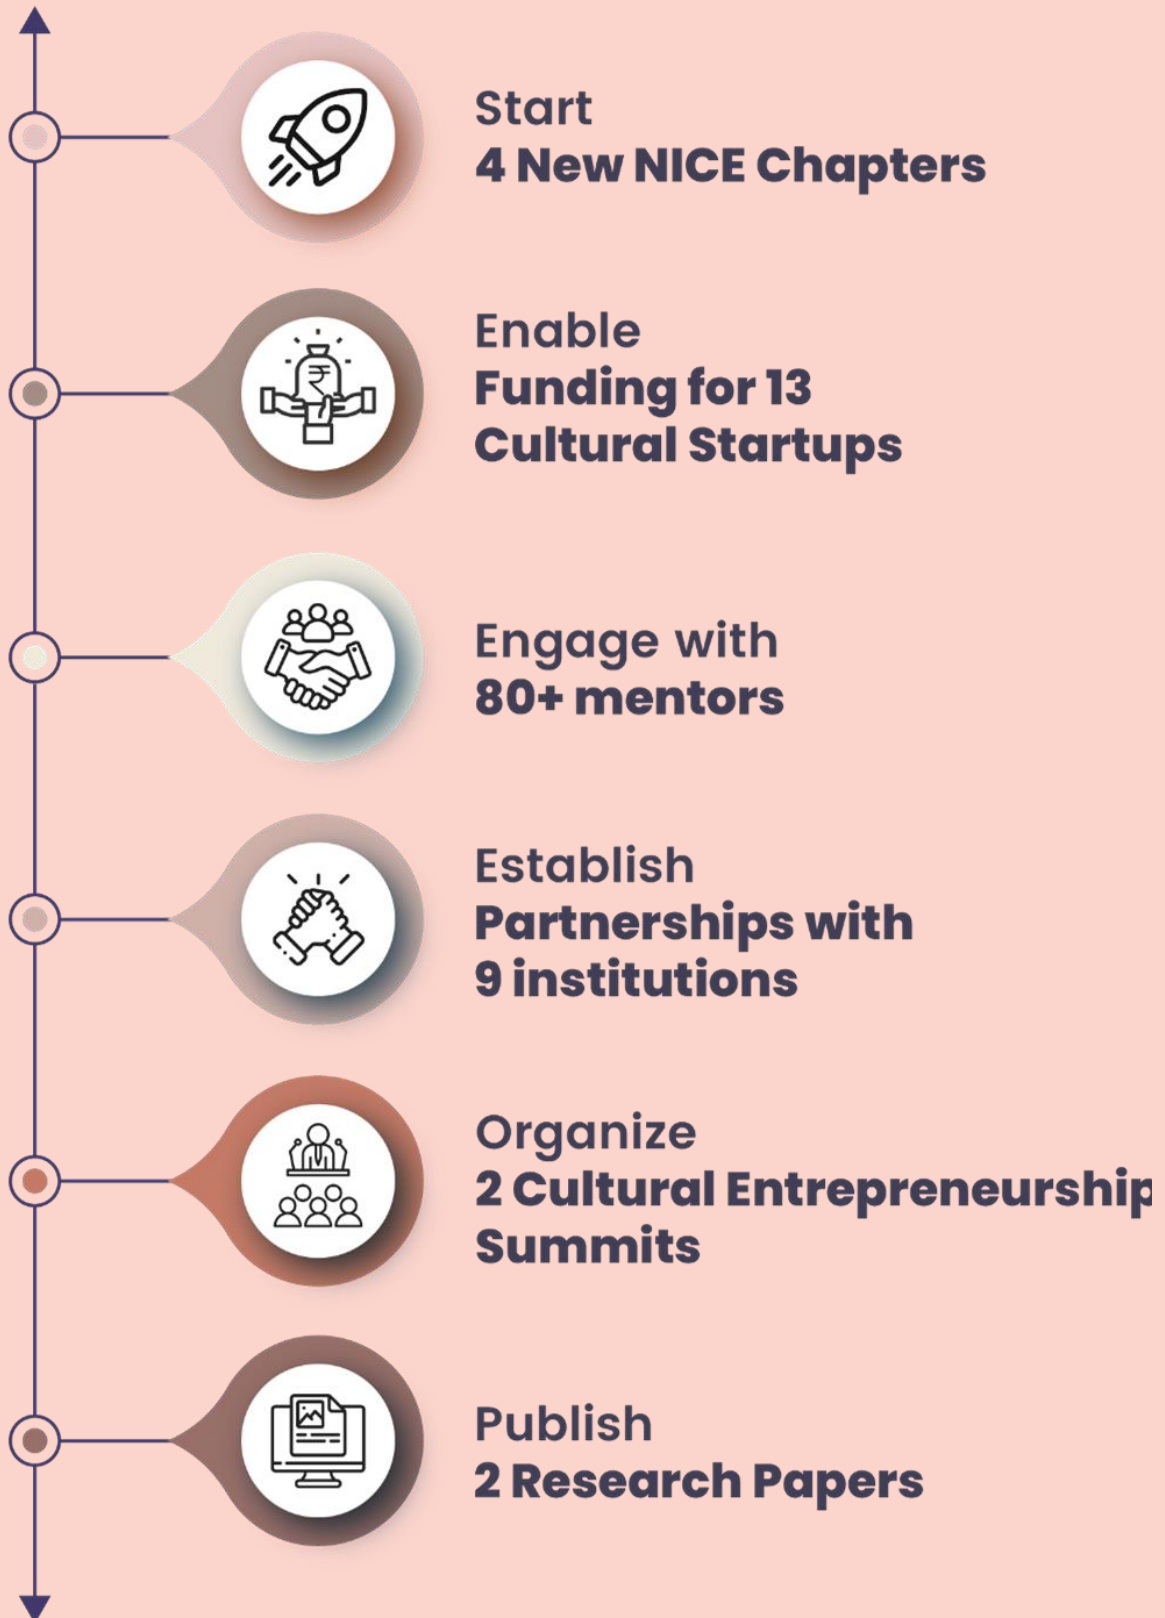 Start
4 New NICE Chapters
Enable
Funding for 13
Cultural Startups
Engage with
80+ mentors
Establish
Partnerships with
9 institutions
Organize
2 Cultural Entrepreneurship
Summits
Publish
2 Research Papers